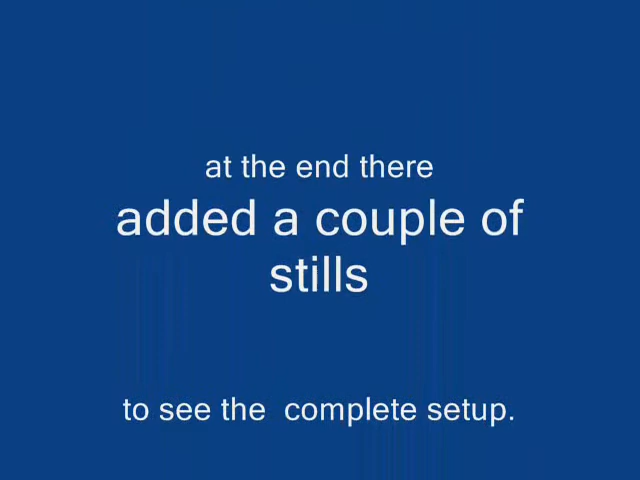 at the end there
added a couple of
stills
to see the  complete setup.